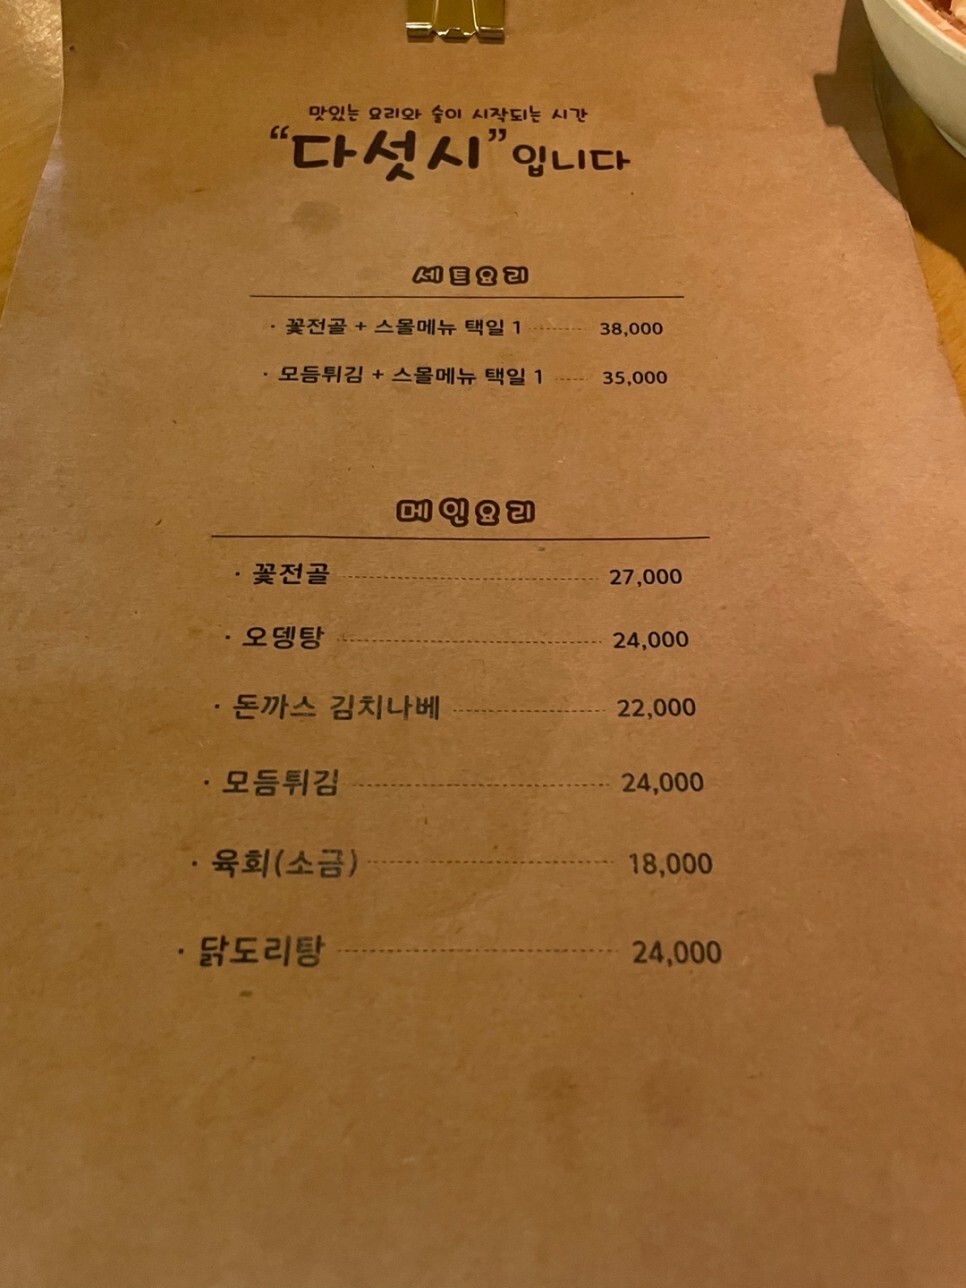 맛있는 요리와 술이 시작되는 시간
“다섯시”입니다
세트요리
· 꽃전골 + 스몰메뉴 택일 1 ········ 38,000
· 모듬튀김 + 스몰메뉴 택일 1 ······ 35,000
메인요리
· 꽃전골 ········ 27,000
· 오뎅탕 ········ 24,000
· 돈까스 김치나베 ········ 22,000
· 모듬튀김 ········ 24,000
· 육회(소금) ········ 18,000
· 닭도리탕 ········ 24,000